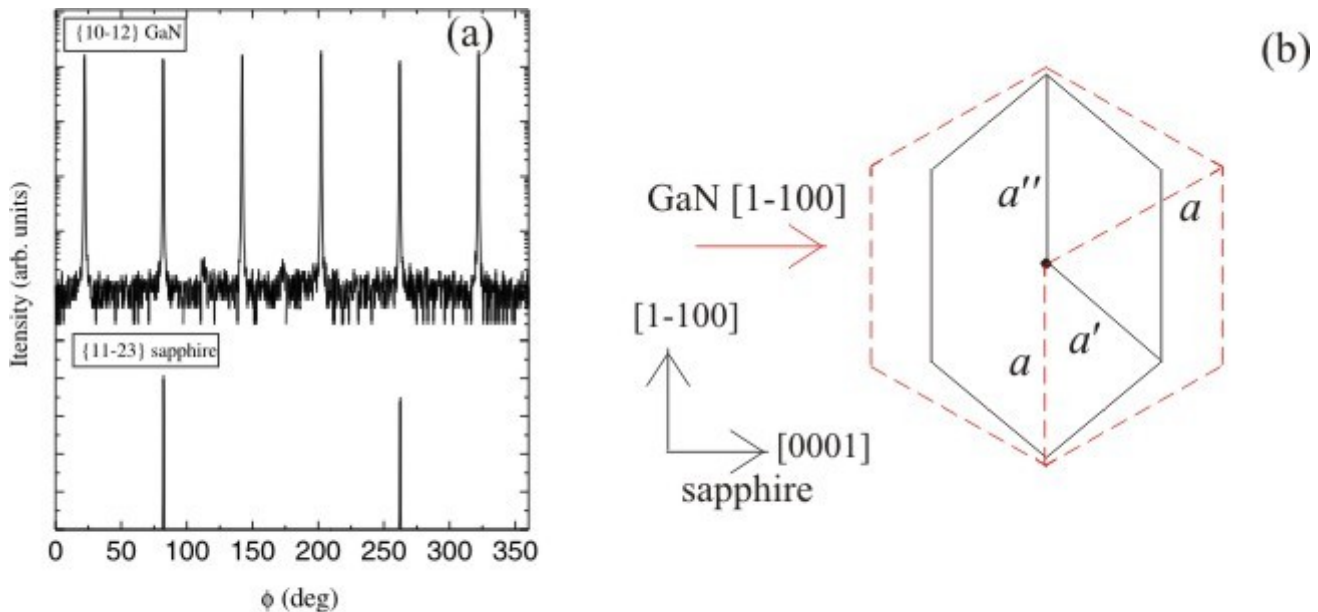 {10-12} GaN
(a)
Itensity (arb. units)
{11-23} sapphire
0 50 100 150 200 250 300 350
ϕ (deg)
(b)
GaN [1-100]
[1-100]
[0001]
sapphire
a″
a
a
a′